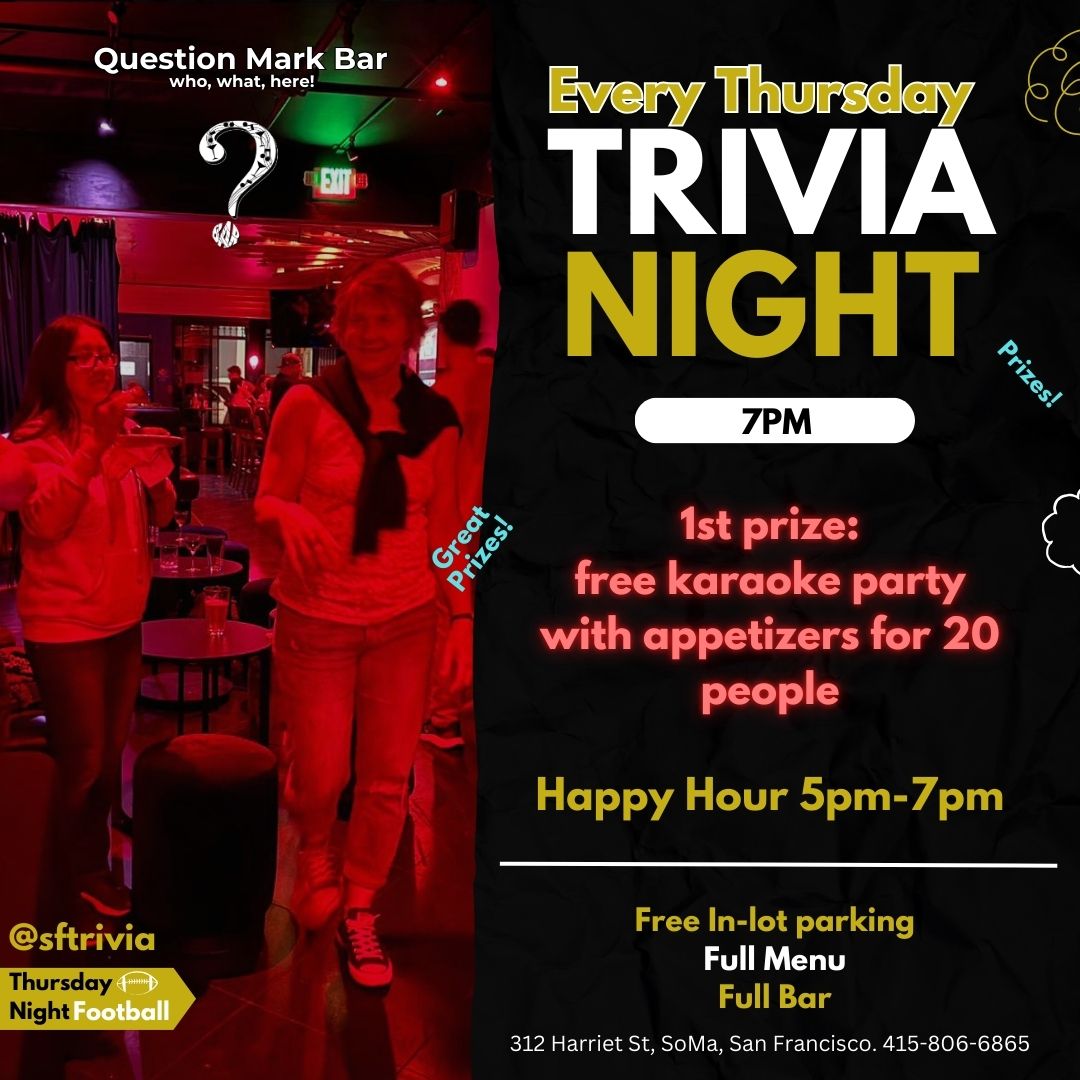 Question Mark Bar
who, what, here!
BAR
EXIT
Every Thursday
TRIVIA
NIGHT
Prizes!
7PM
Great
Prizes!
1st prize:
free karaoke party
with appetizers for 20
people
Happy Hour 5pm-7pm
@sftrivia
Thursday
Night Football
Free In-lot parking
Full Menu
Full Bar
312 Harriet St, SoMa, San Francisco. 415-806-6865